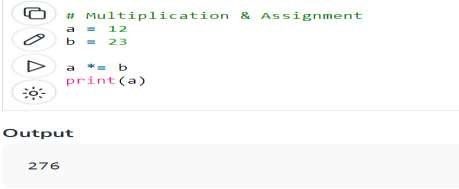 # Multiplication & Assignment
a = 12
b = 23
a *= b
print(a)
Output
276